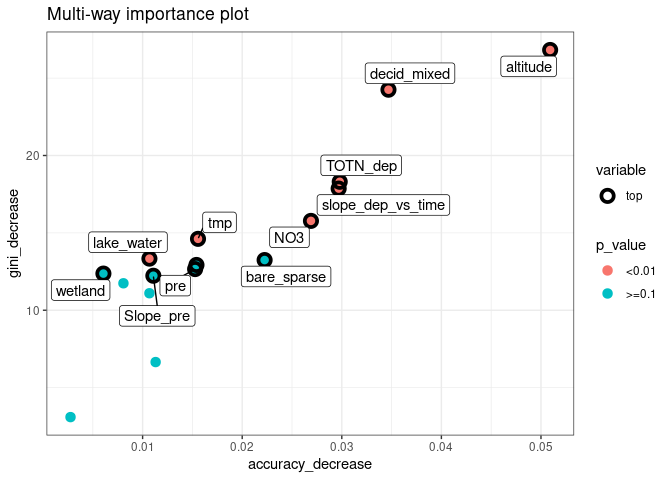 Multi-way importance plot
decid_mixed
altitude
TOTN_dep
slope_dep_vs_time
tmp
NO3
lake_water
bare_sparse
wetland
pre
Slope_pre
gini_decrease
20
10
0.01
0.02
0.03
0.04
0.05
accuracy_decrease
variable
top
p_value
<0.01
>=0.1